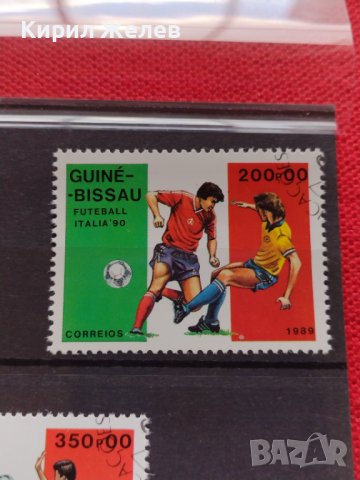 Кирил Желев
GUINÉ-
-BISSAU
200P00
FUTEBALL
ITALIA'90
CORREIOS
1989
350P00
BAZAR